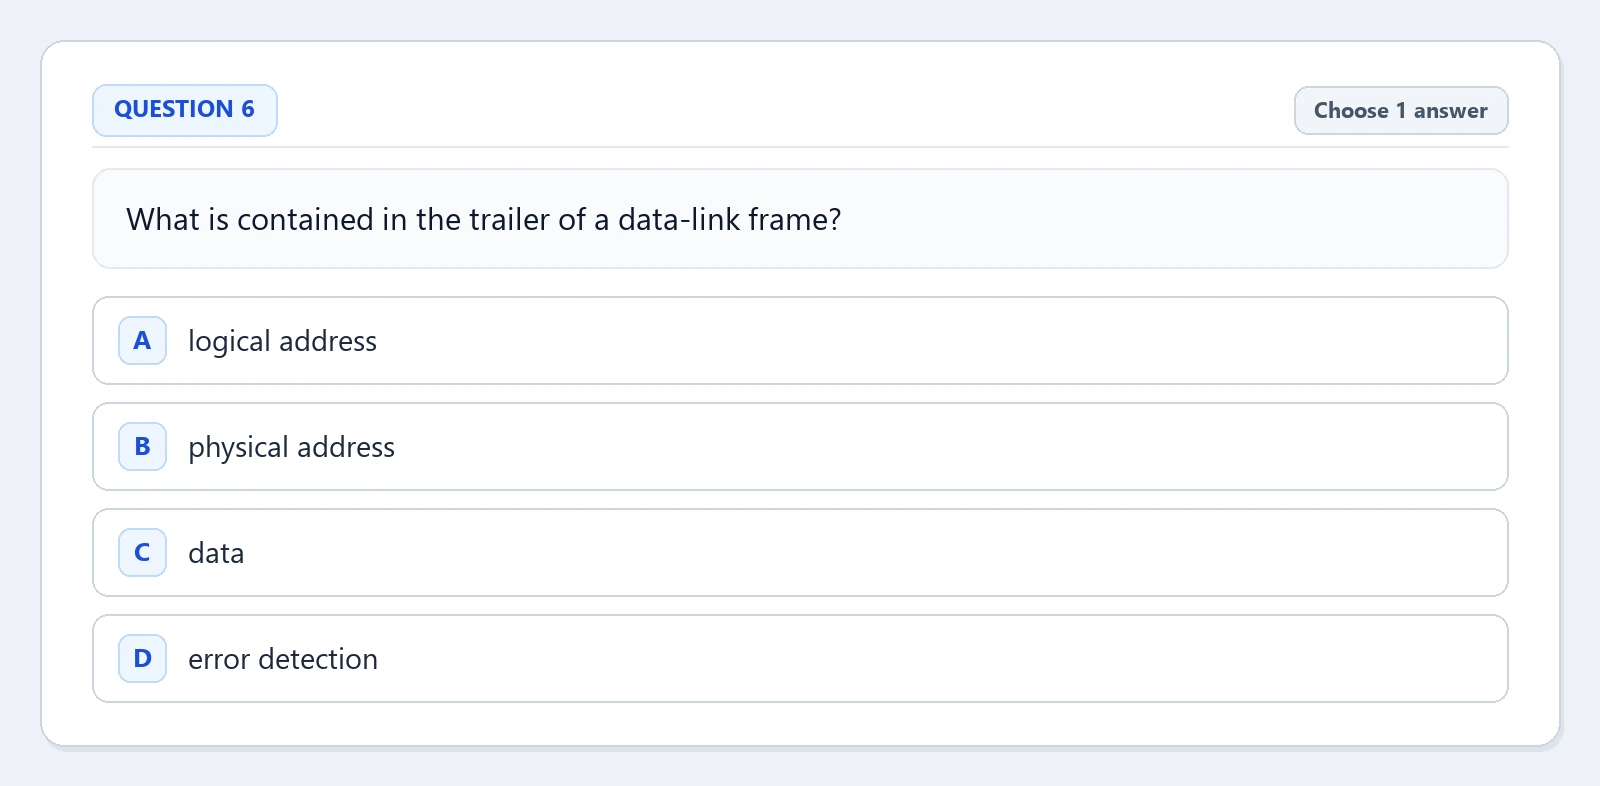 QUESTION 6
Choose 1 answer
What is contained in the trailer of a data-link frame?
A logical address
B physical address
C data
D error detection